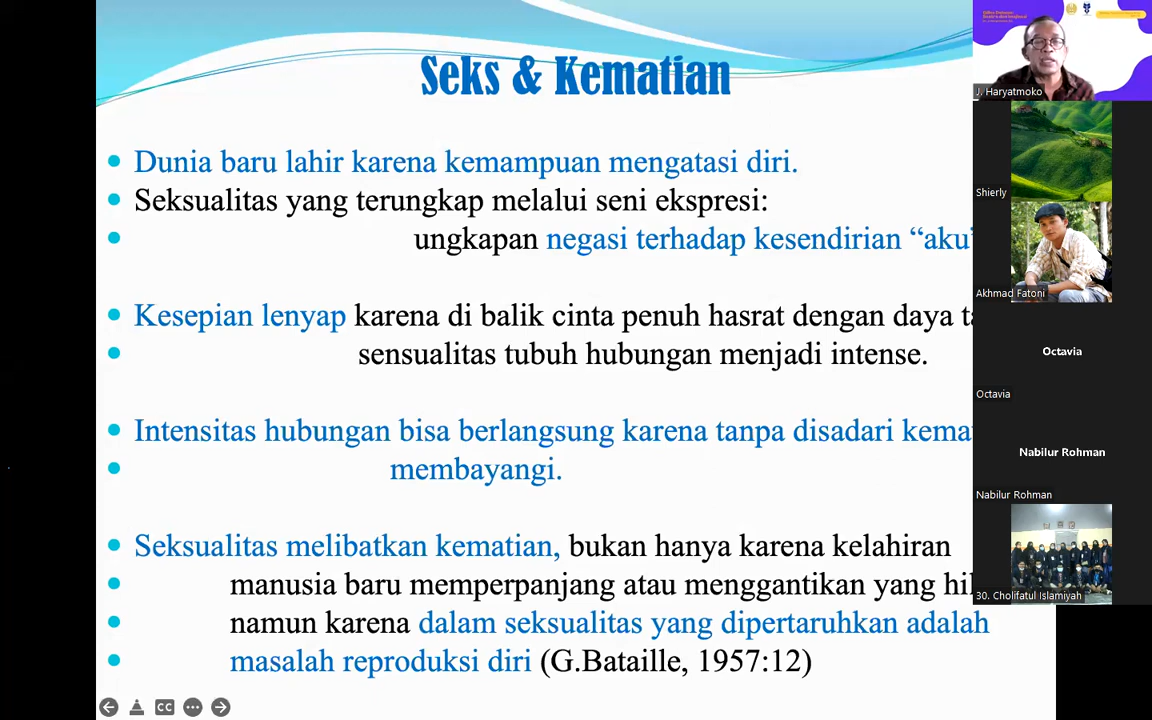 Seks & Kematian
Dunia baru lahir karena kemampuan mengatasi diri.
Seksualitas yang terungkap melalui seni ekspresi:
ungkapan negasi terhadap kesendirian “aku”
Kesepian lenyap karena di balik cinta penuh hasrat dengan daya
sensualitas tubuh hubungan menjadi intense.
Intensitas hubungan bisa berlangsung karena tanpa disadari
membayangi.
Seksualitas melibatkan kematian, bukan hanya karena kelahiran
manusia baru memperpanjang atau menggantikan yang
namun karena dalam seksualitas yang dipertaruhkan adalah
masalah reproduksi diri (G.Bataille, 1957:12)
CC
J. Haryatmoko
Shierly
Akhmad Fatoni
Octavia
Octavia
Nabilur Rohman
Nabilur Rohman
30. Cholifatul Islamiyah